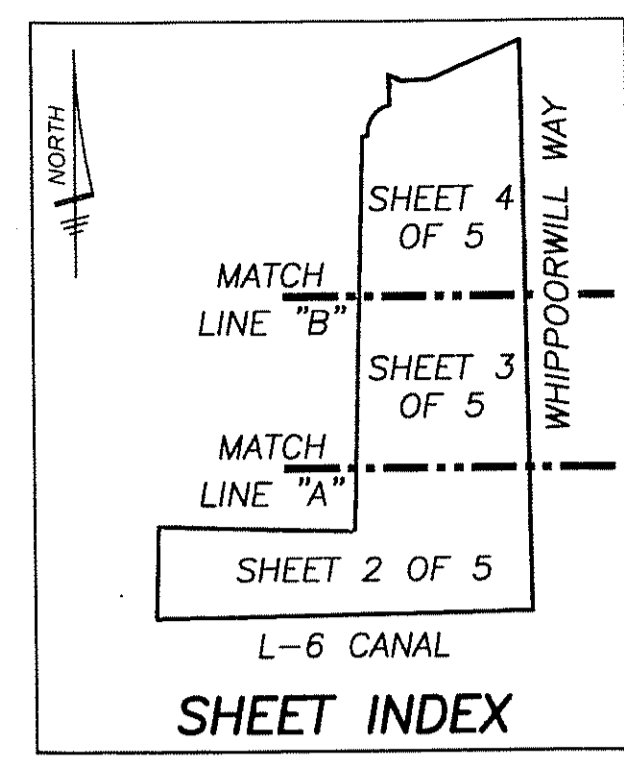 NORTH
SHEET 4
OF 5
WHIPPOORWILL WAY
MATCH
LINE "B"
SHEET 3
OF 5
MATCH
LINE "A"
SHEET 2 OF 5
L-6 CANAL
SHEET INDEX